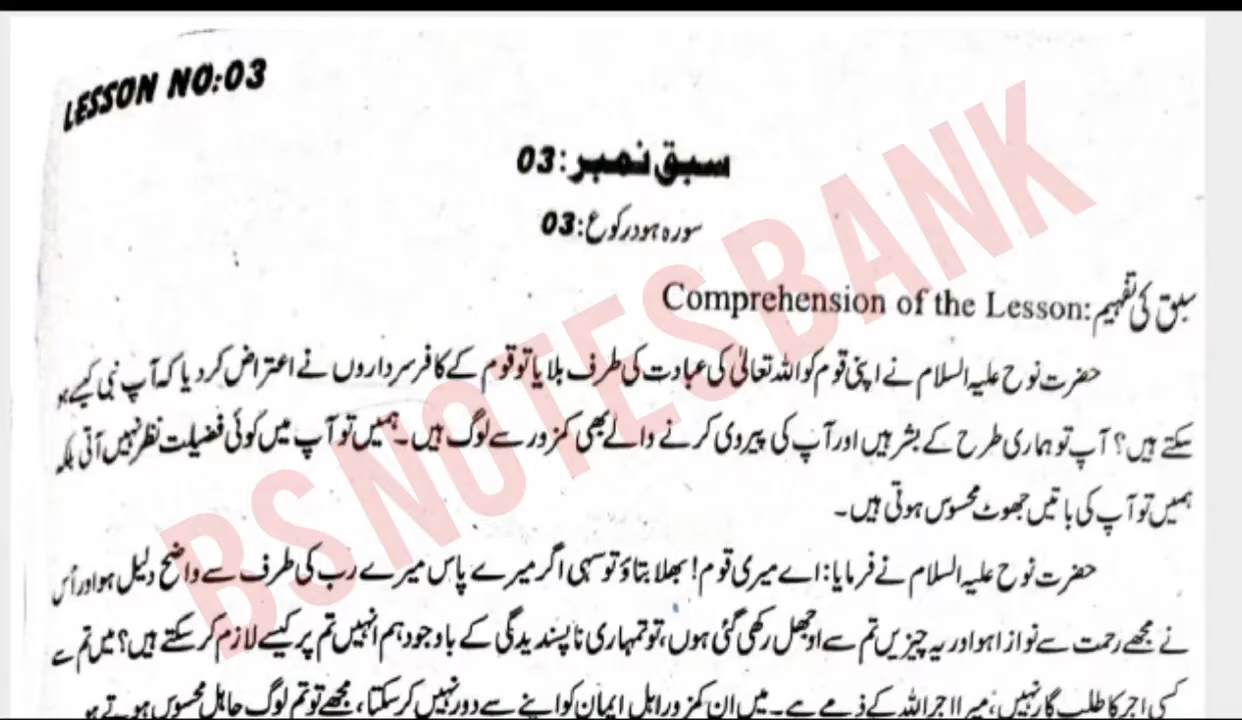 LESSON NO:03
سبق نمبر:03
سورہ ہود رکوع:03
سبق کی تفہیم:Comprehension of the Lesson
حضرت نوح علیہ السلام نے اپنی قوم کو اللہ تعالیٰ کی عبادت کی طرف بلایا تو قوم کے کافر سرداروں نے اعتراض کر دیا کہ آپ نبی کیسے ہو
سکتے ہیں؟ آپ تو ہماری طرح کے بشر ہیں اور آپ کی پیروی کرنے والے بھی کمزور سے لوگ ہیں۔ ہمیں تو آپ میں کوئی فضیلت نظر نہیں آتی بلکہ
ہمیں تو آپ کی باتیں جھوٹ محسوس ہوتی ہیں۔
حضرت نوح علیہ السلام نے فرمایا: اے میری قوم! بھلا بتاؤ تو سہی اگر میرے پاس میرے رب کی طرف سے واضح دلیل ہو اور اُس
نے مجھے رحمت سے نوازا ہو اور یہ چیزیں تم سے اوجھل رکھی گئی ہوں، تو تمہاری ناپسندیدگی کے باوجود ہم انہیں تم پر کیسے لازم کر سکتے ہیں؟ میں تم سے
کسی اجر کا طلب گار نہیں، میرا اجر اللہ کے ذمے ہے۔ میں ان کمزور اہل ایمان کو اپنے سے دور نہیں کر سکتا، مجھے تو تم لوگ جاہل محسوس ہوتے ہو
BSNOTESBANK